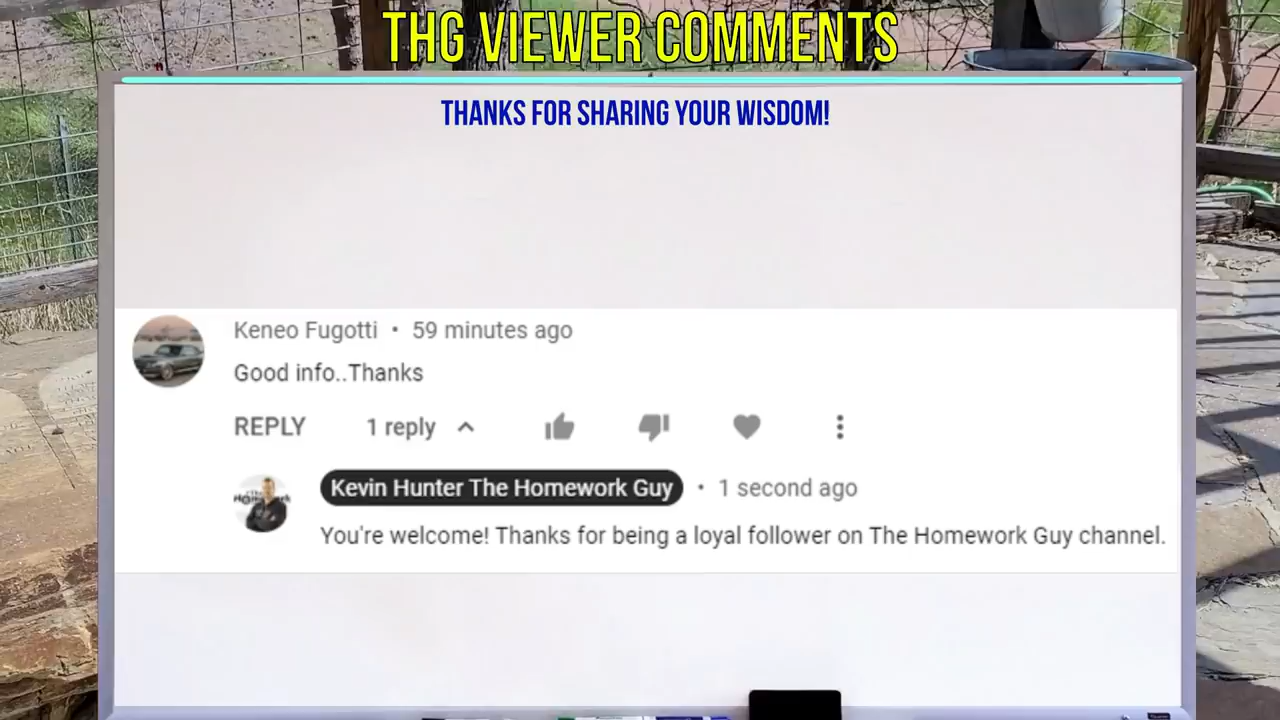 THG VIEWER COMMENTS
THANKS FOR SHARING YOUR WISDOM!
Keneo Fugotti • 59 minutes ago
Good info..Thanks
REPLY 1 reply
Kevin Hunter The Homework Guy • 1 second ago
You're welcome! Thanks for being a loyal follower on The Homework Guy channel.